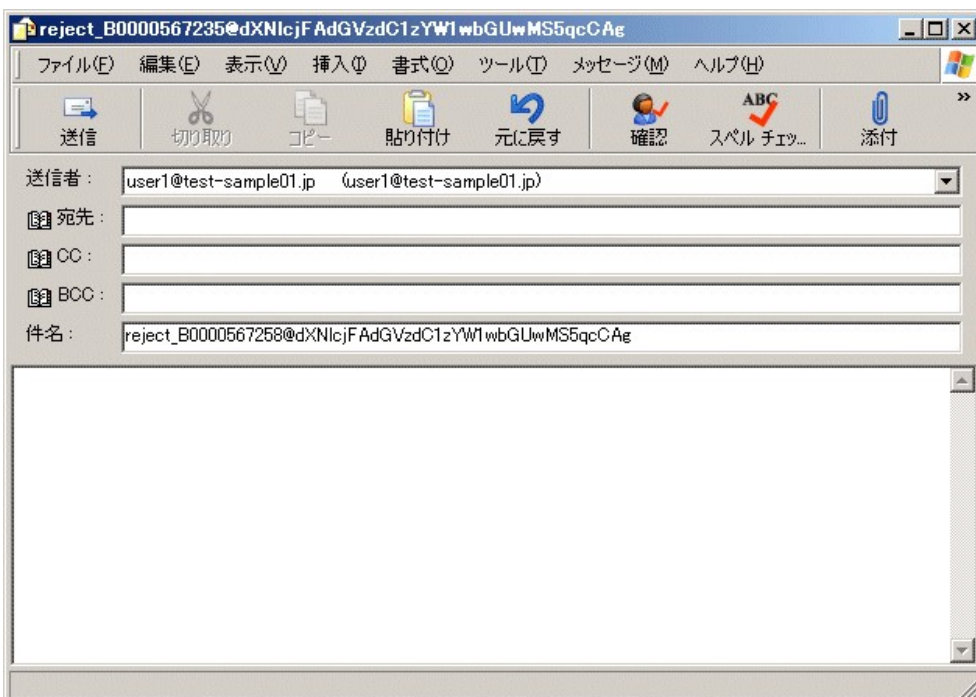 reject_B0000567235@dXNlcjFAdGVzdC1zYW1wbGUwMS5qcCAg
ファイル(F) 編集(E) 表示(V) 挿入(I) 書式(O) ツール(T) メッセージ(M) ヘルプ(H)
送信 切り取り コピー 貼り付け 元に戻す 確認 ABC スペル チェッ... 添付 »
送信者: user1@test-sample01.jp (user1@test-sample01.jp)
宛先:
CC:
BCC:
件名: reject_B0000567258@dXNlcjFAdGVzdC1zYW1wbGUwMS5qcCAg